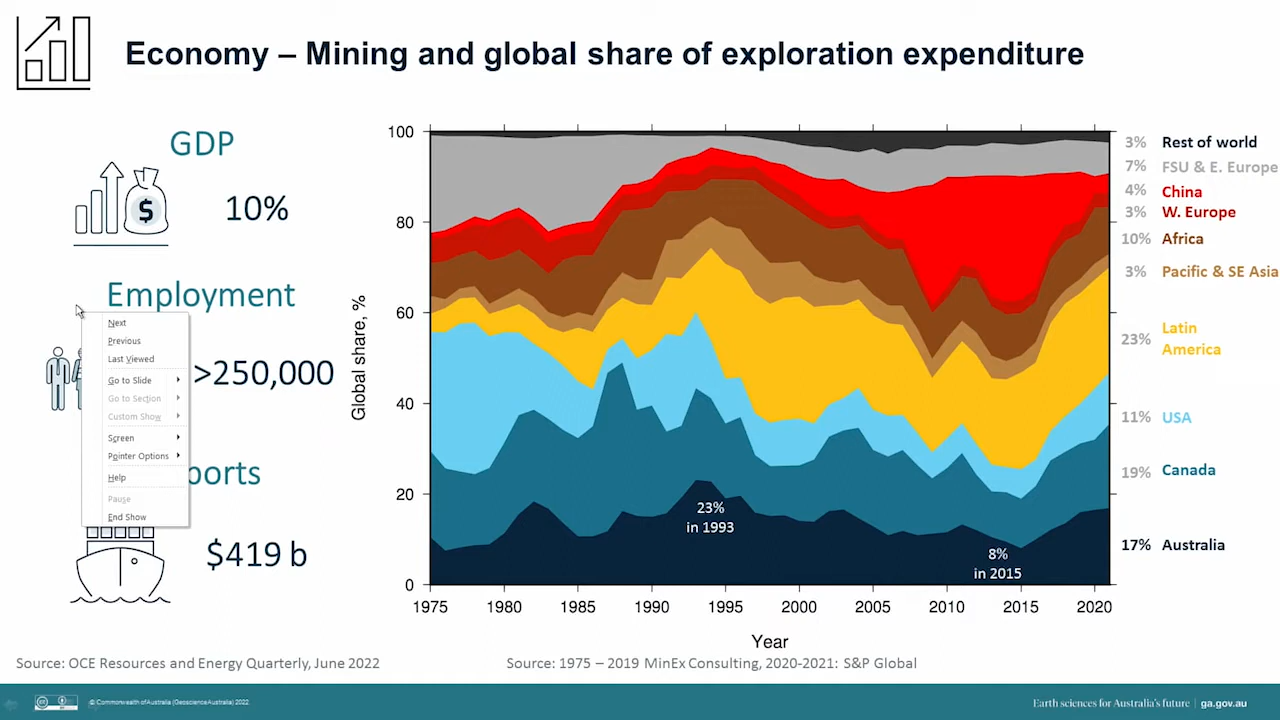 Economy – Mining and global share of exploration expenditure
GDP
$
10%
Employment
>250,000
ports
$419 b
Next
Previous
Last Viewed
Go to Slide
Go to Section
Custom Show
Screen
Pointer Options
Help
Pause
End Show
Global share, %
100
80
60
40
20
0
1975
1980
1985
1990
1995
2000
2005
2010
2015
2020
Year
23%
in 1993
8%
in 2015
3% Rest of world
7% FSU & E. Europe
4% China
3% W. Europe
10% Africa
3% Pacific & SE Asia
23% Latin
America
11% USA
19% Canada
17% Australia
Source: OCE Resources and Energy Quarterly, June 2022
Source: 1975 – 2019 MinEx Consulting, 2020-2021: S&P Global
© Commonwealth of Australia (Geoscience Australia) 2022
Earth sciences for Australia's future | ga.gov.au